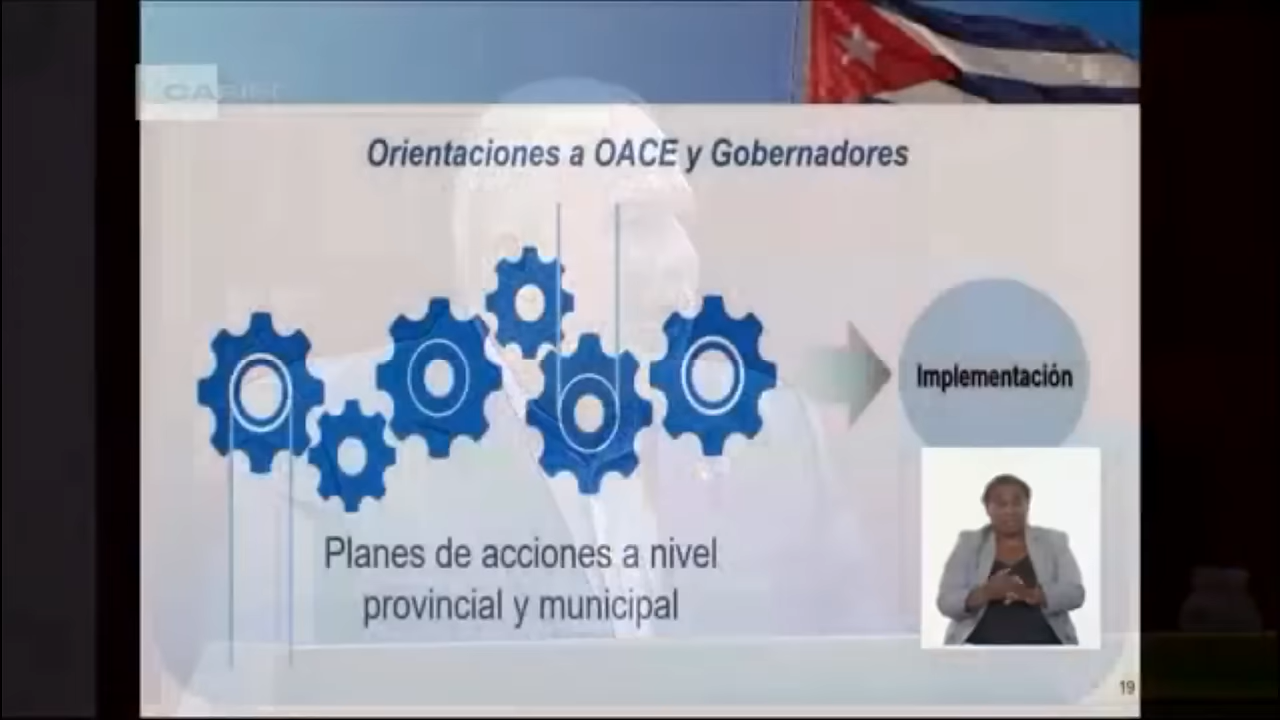 Orientaciones a OACE y Gobernadores
Implementación
Planes de acciones a nivel
provincial y municipal
19